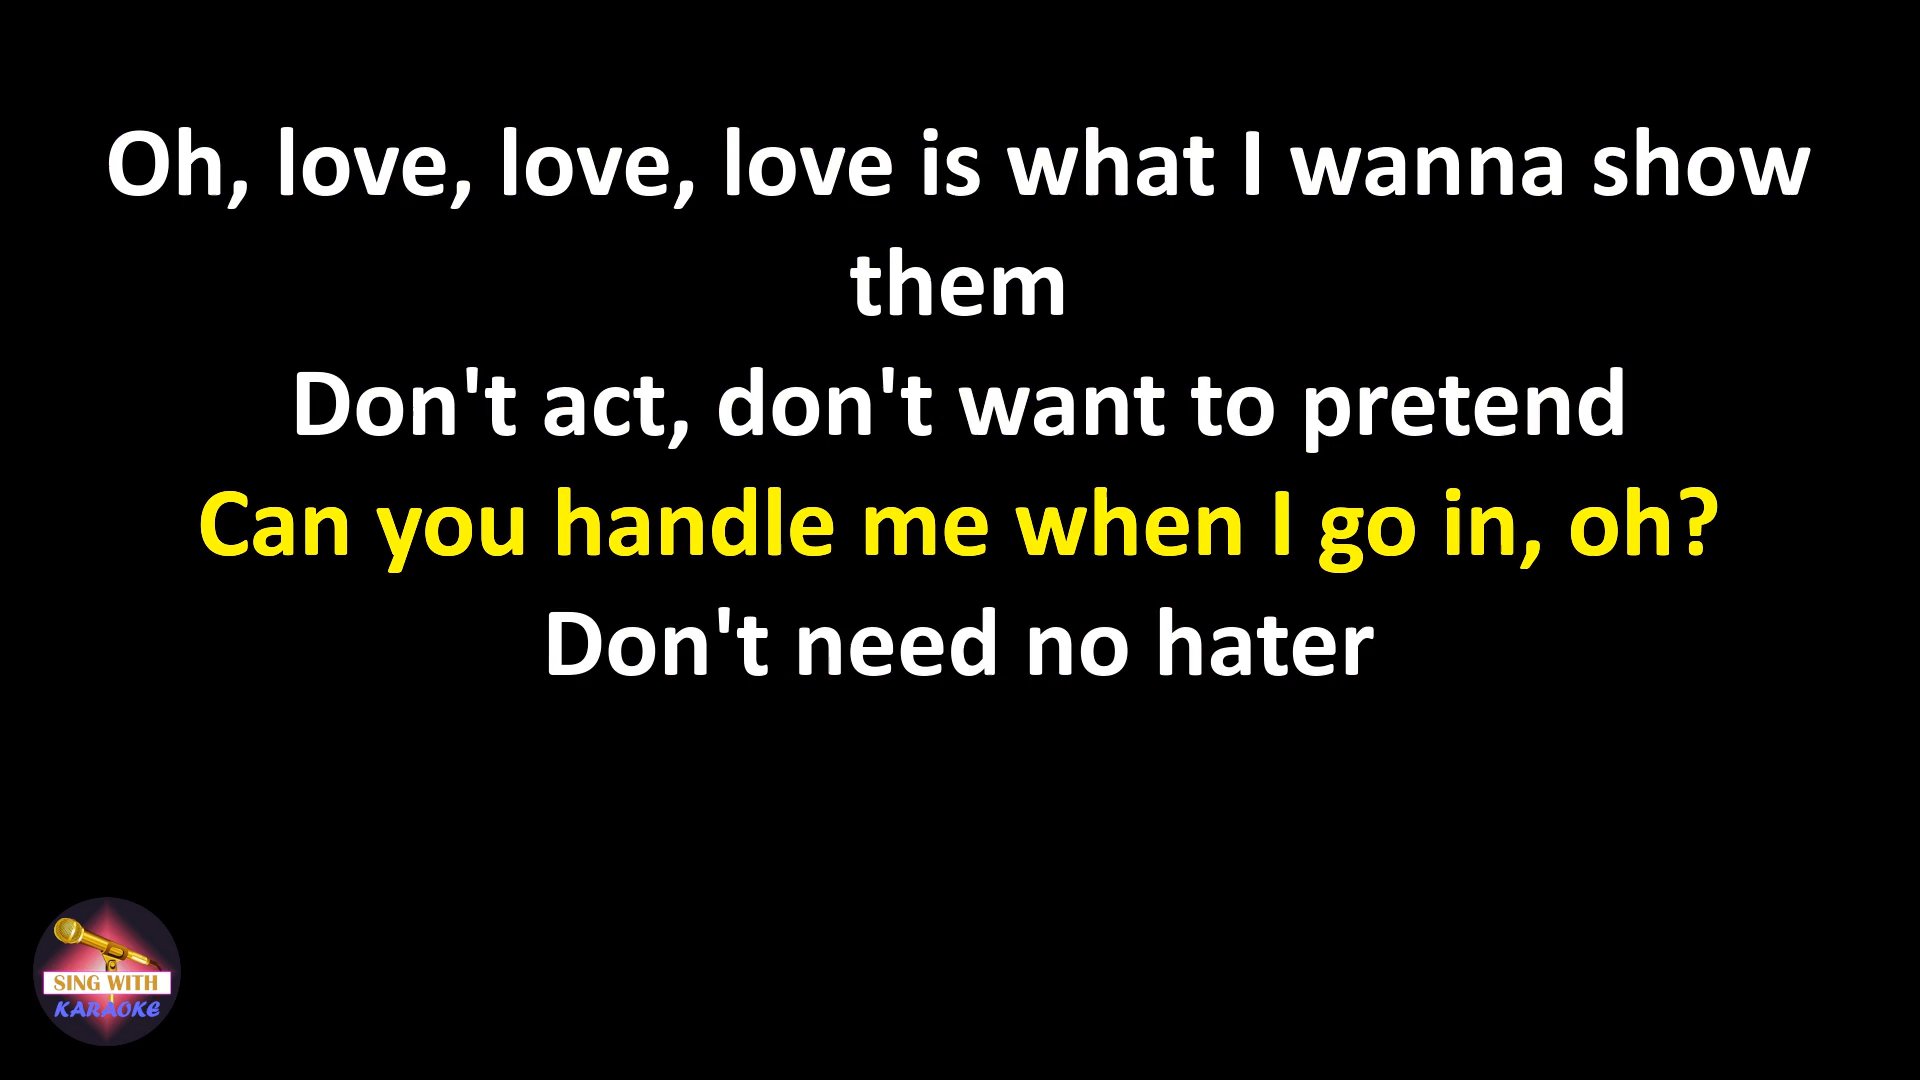 Oh, love, love, love is what I wanna show
them
Don't act, don't want to pretend
Can you handle me when I go in, oh?
Don't need no hater
SING WITH
KARAOKE